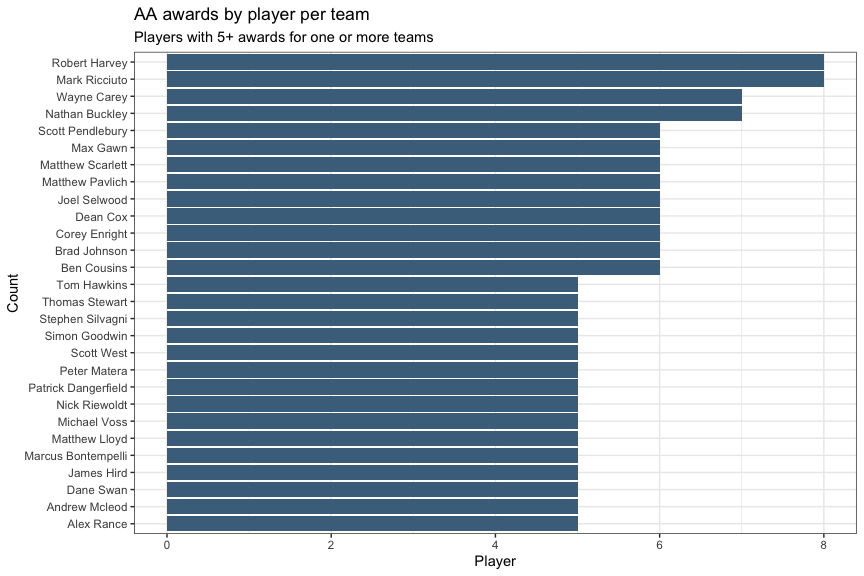 AA awards by player per team
Players with 5+ awards for one or more teams
Count
Robert Harvey
Mark Ricciuto
Wayne Carey
Nathan Buckley
Scott Pendlebury
Max Gawn
Matthew Scarlett
Matthew Pavlich
Joel Selwood
Dean Cox
Corey Enright
Brad Johnson
Ben Cousins
Tom Hawkins
Thomas Stewart
Stephen Silvagni
Simon Goodwin
Scott West
Peter Matera
Patrick Dangerfield
Nick Riewoldt
Michael Voss
Matthew Lloyd
Marcus Bontempelli
James Hird
Dane Swan
Andrew Mcleod
Alex Rance
0 2 4 6 8
Player